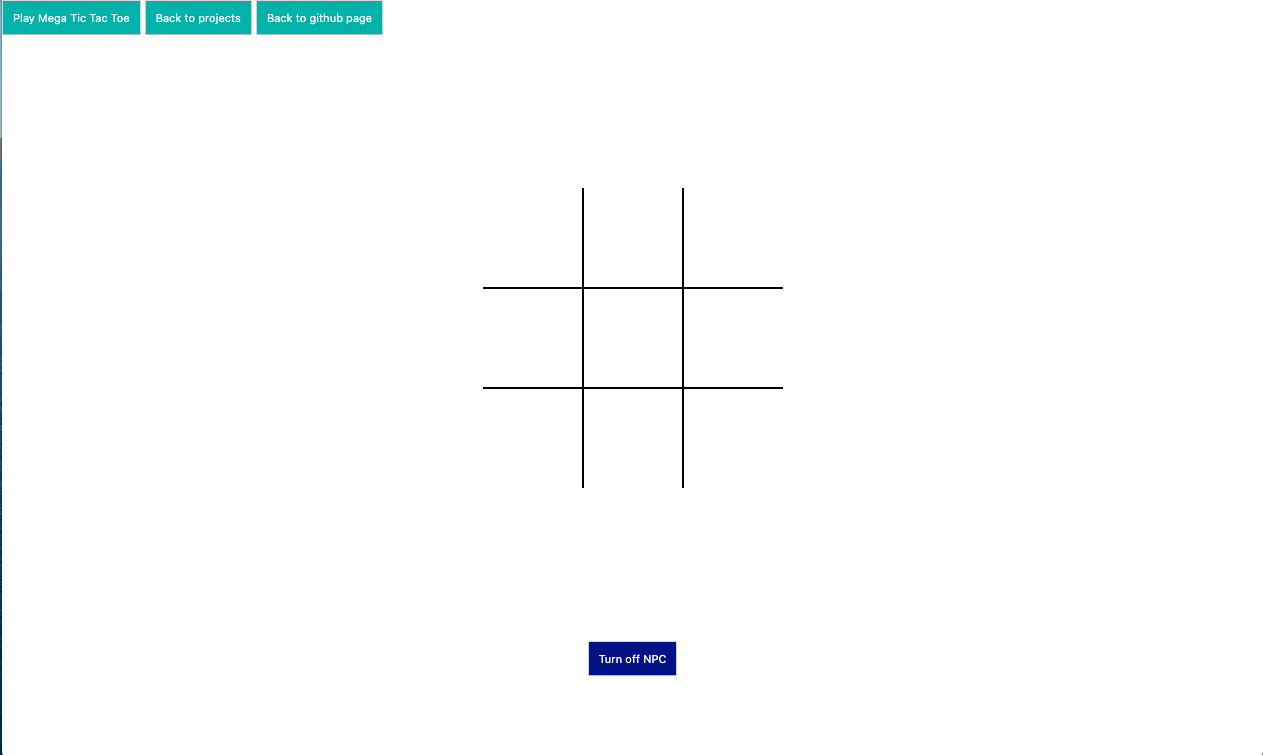 Play Mega Tic Tac Toe
Back to projects
Back to github page
Turn off NPC